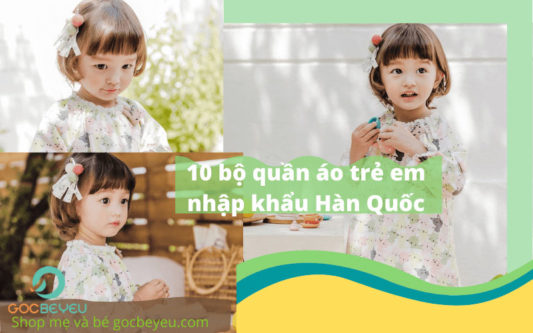 10 bộ quần áo trẻ em
nhập khẩu Hàn Quốc
GOCBEYEU
Shop mẹ và bé gocbeyeu.com